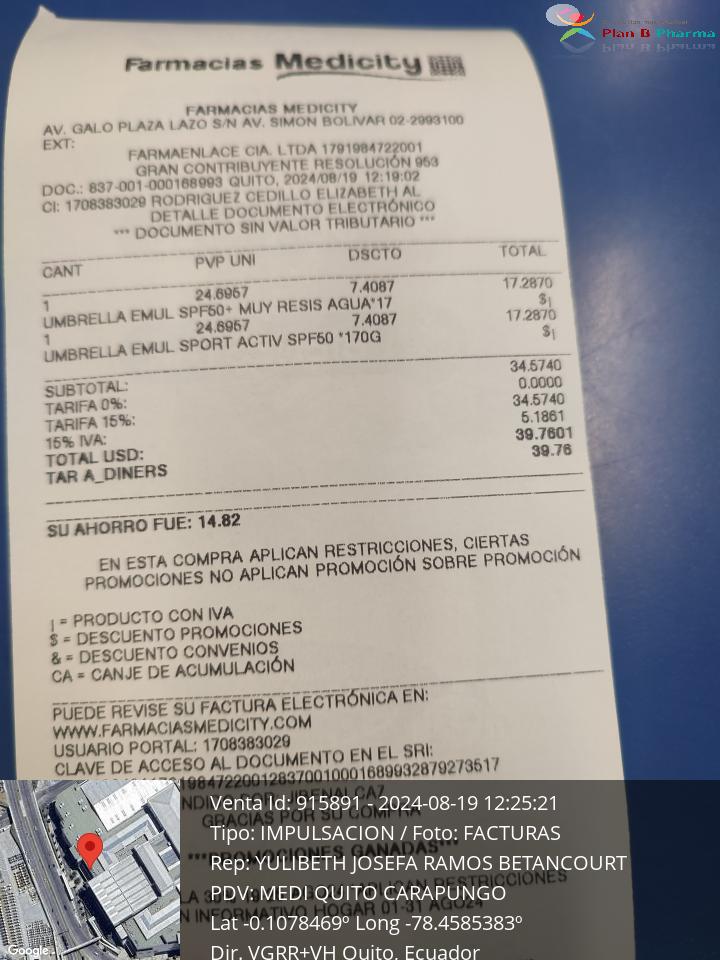 Plan B Pharma
Farmacias Medicity
FARMACIAS MEDICITY
AV. GALO PLAZA LAZO S/N AV. SIMON BOLIVAR 02-2993100
EXT:
FARMAENLACE CIA. LTDA 1791984722001
GRAN CONTRIBUYENTE RESOLUCIÓN 953
DOC.: 837-001-000168993 QUITO, 2024/08/19 12:19:02
CI: 1708383029 RODRIGUEZ CEDILLO ELIZABETH AL
DETALLE DOCUMENTO ELECTRÓNICO
*** DOCUMENTO SIN VALOR TRIBUTARIO ***
CANT PVP UNI DSCTO TOTAL
1 24.6957 7.4087 17.2870
UMBRELLA EMUL SPF50+ MUY RESIS AGUA*17 $¡
1 24.6957 7.4087 17.2870
UMBRELLA EMUL SPORT ACTIV SPF50 *170G $¡
SUBTOTAL: 34.5740
TARIFA 0%: 0.0000
TARIFA 15%: 34.5740
15% IVA: 5.1861
TOTAL USD: 39.7601
TAR A_DINERS 39.76
SU AHORRO FUE: 14.82
EN ESTA COMPRA APLICAN RESTRICCIONES, CIERTAS
PROMOCIONES NO APLICAN PROMOCIÓN SOBRE PROMOCIÓN
¡ = PRODUCTO CON IVA
$ = DESCUENTO PROMOCIONES
& = DESCUENTO CONVENIOS
CA = CANJE DE ACUMULACIÓN
PUEDE REVISE SU FACTURA ELECTRÓNICA EN:
WWW.FARMACIASMEDICITY.COM
USUARIO PORTAL: 1708383029
CLAVE DE ACCESO AL DOCUMENTO EN EL SRI:
GRACIAS POR SU COMPRA
***PROMOCIONES GANADAS***
RESTRICCIONES
HOGAR 01-31 AGO24
Venta Id: 915891 - 2024-08-19 12:25:21
Tipo: IMPULSACION / Foto: FACTURAS
Rep: YULIBETH JOSEFA RAMOS BETANCOURT
PDV: MEDI QUITO CARAPUNGO
Lat -0.1078469º Long -78.4585383º
Dir. VGRR+VH Quito, Ecuador
Google